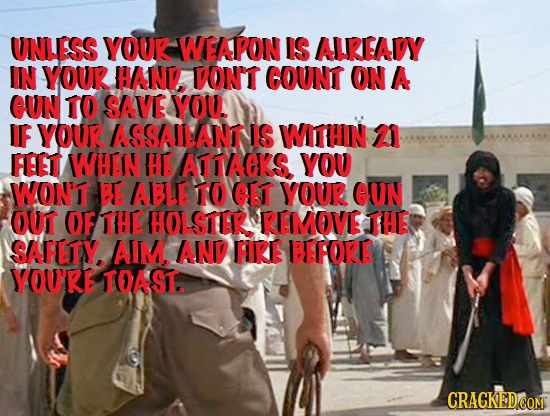 UNLESS YOUR WEAPON IS ALREADY
IN YOUR HAND, DON'T COUNT ON A
GUN TO SAVE YOU.
IF YOUR ASSAILANT IS WITHIN 21
FEET WHEN HE ATTACKS, YOU
WON'T BE ABLE TO GET YOUR GUN
OUT OF THE HOLSTER, REMOVE THE
SAFETY, AIM, AND FIRE BEFORE
YOU'RE TOAST.
CRACKED.COM